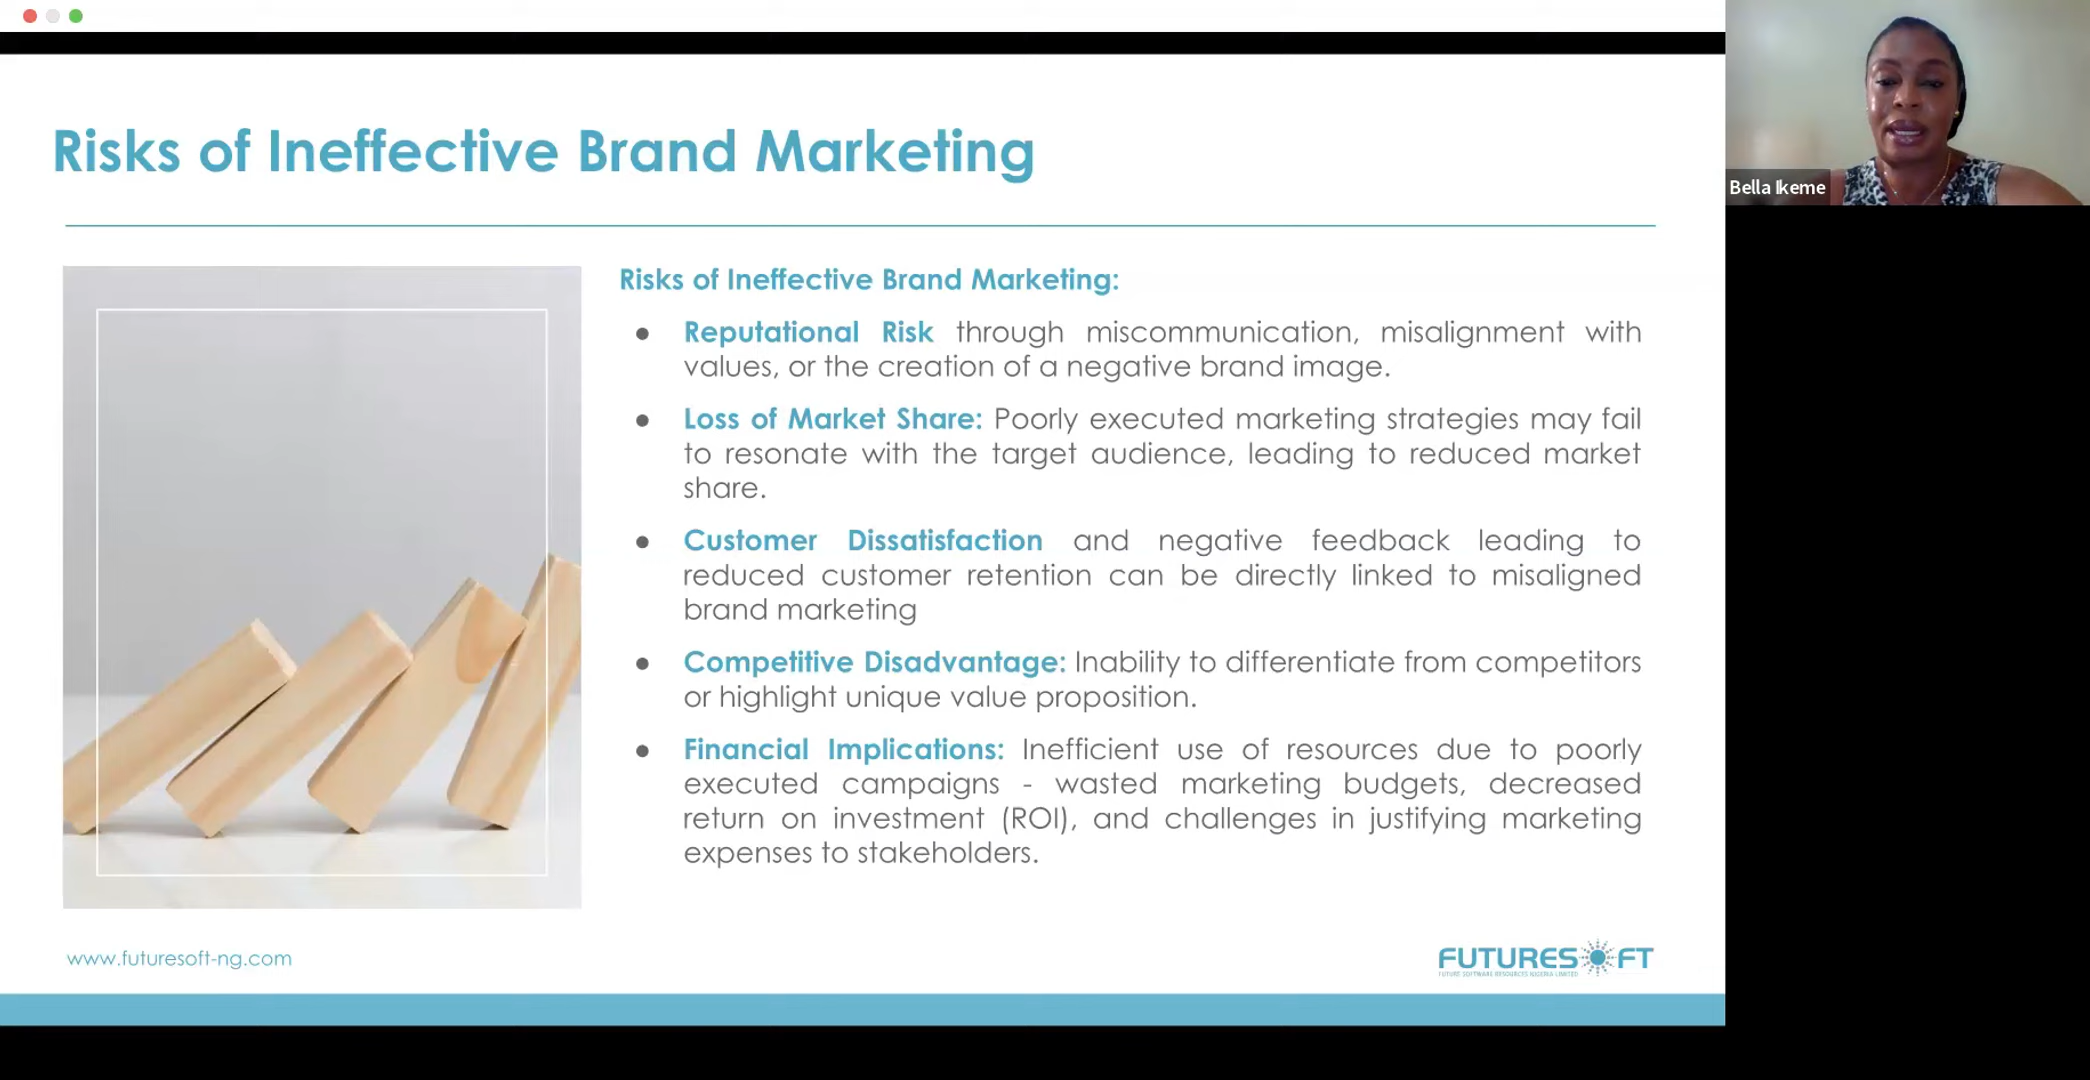 Risks of Ineffective Brand Marketing
Bella Ikeme
Risks of Ineffective Brand Marketing:
● Reputational Risk through miscommunication, misalignment with
values, or the creation of a negative brand image.
● Loss of Market Share: Poorly executed marketing strategies may fail
to resonate with the target audience, leading to reduced market
share.
● Customer Dissatisfaction and negative feedback leading to
reduced customer retention can be directly linked to misaligned
brand marketing
● Competitive Disadvantage: Inability to differentiate from competitors
or highlight unique value proposition.
● Financial Implications: Inefficient use of resources due to poorly
executed campaigns - wasted marketing budgets, decreased
return on investment (ROI), and challenges in justifying marketing
expenses to stakeholders.
www.futuresoft-ng.com
FUTURESOFT
FUTURE SOFTWARE RESOURCES NIGERIA LIMITED